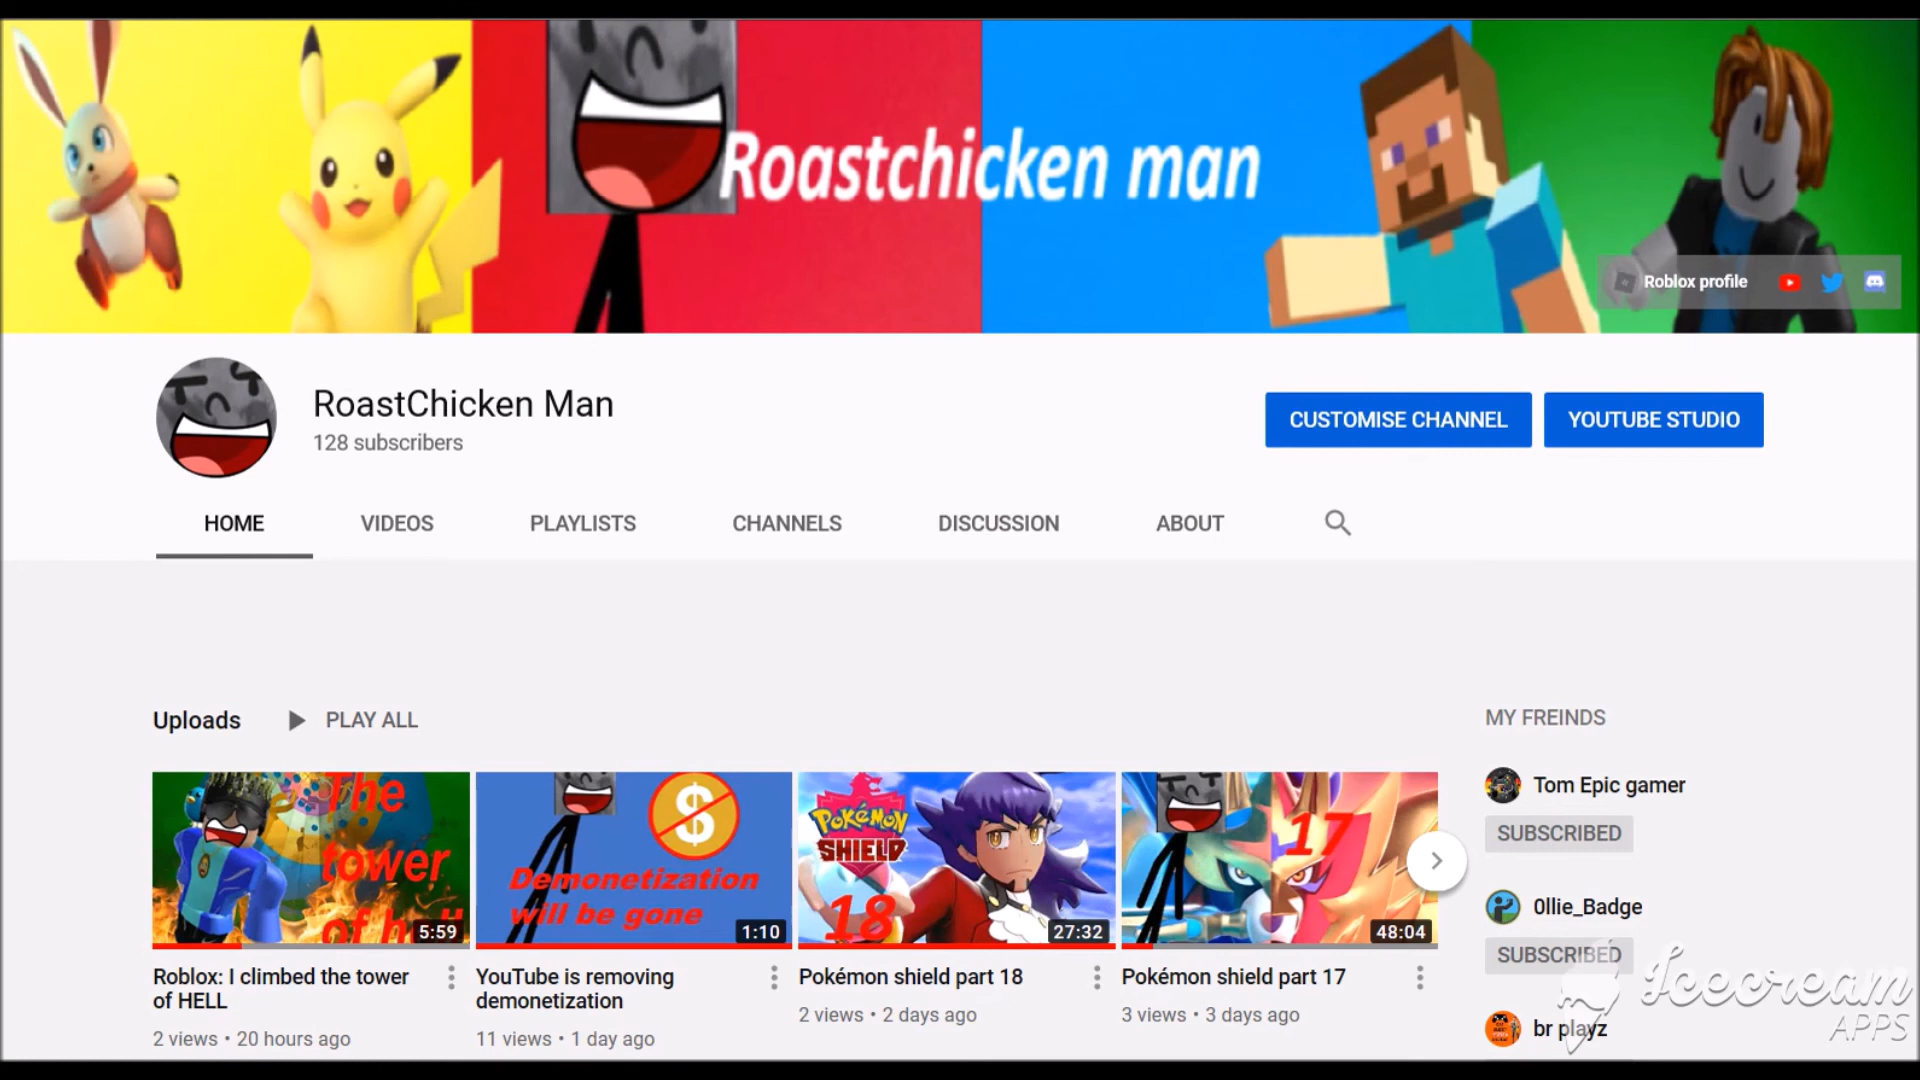 Roastchicken man
Roblox profile
RoastChicken Man
128 subscribers
CUSTOMISE CHANNEL
YOUTUBE STUDIO
HOME
VIDEOS
PLAYLISTS
CHANNELS
DISCUSSION
ABOUT
Uploads
PLAY ALL
The
tower
of hell
5:59
Roblox: I climbed the tower
of HELL
2 views • 20 hours ago
$
Demonetization
will be gone
1:10
YouTube is removing
demonetization
11 views • 1 day ago
POKéMON
SHIELD
18
27:32
Pokémon shield part 18
2 views • 2 days ago
17
48:04
Pokémon shield part 17
3 views • 3 days ago
MY FREINDS
Tom Epic gamer
SUBSCRIBED
0llie_Badge
SUBSCRIBED
br playz
Icecream
APPS